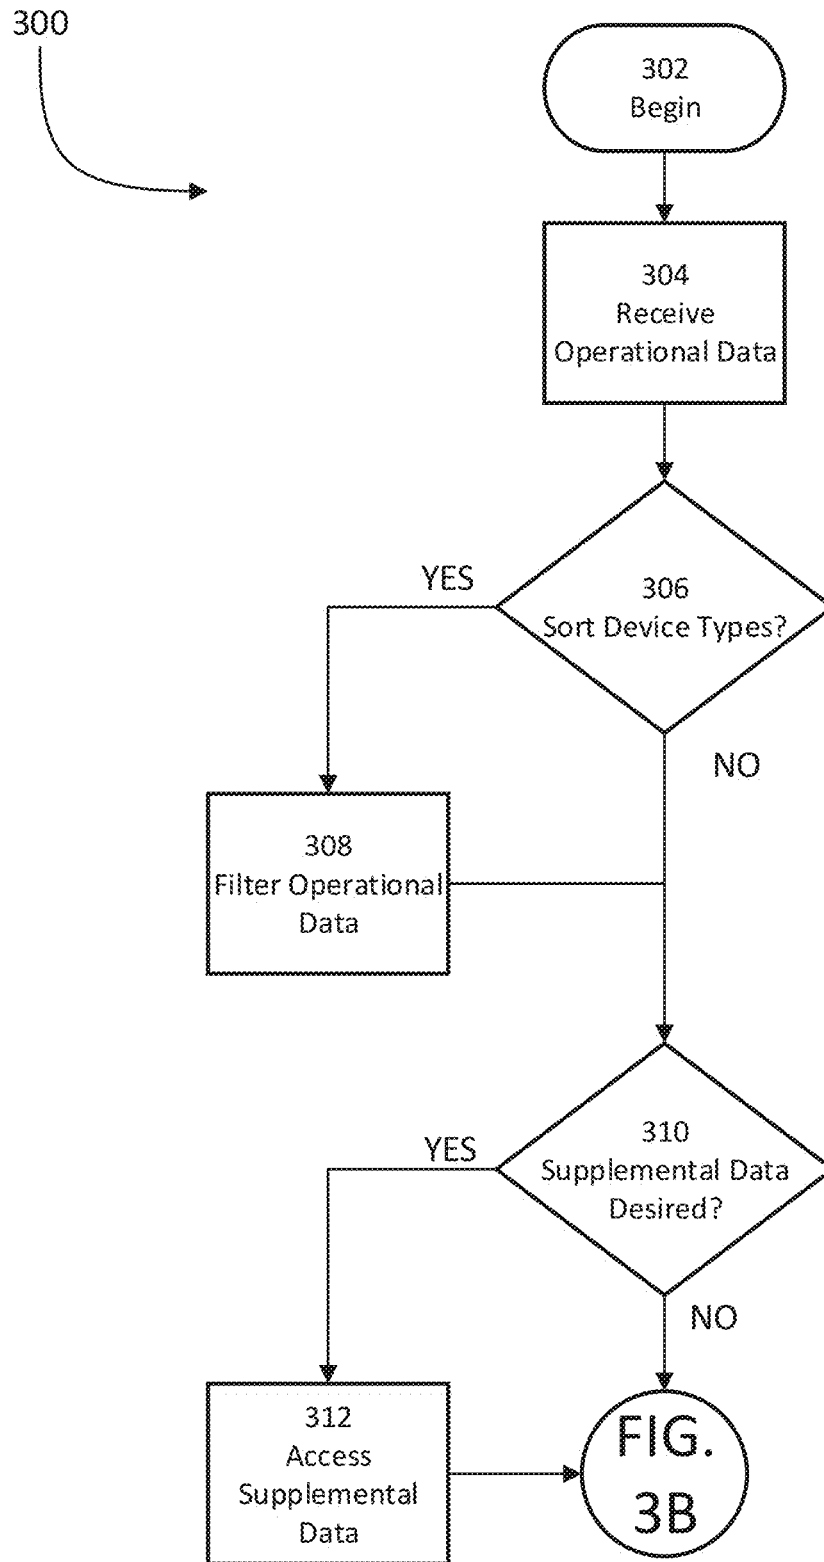 300
302
Begin
304
Receive
Operational Data
306
Sort Device Types?
YES
NO
308
Filter Operational
Data
310
Supplemental Data
Desired?
YES
NO
312
Access
Supplemental
Data
FIG.
3B